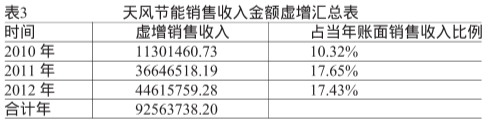 表3 天风节能销售收入金额虚增汇总表
时间 虚增销售收入 占当年账面销售收入比例
2010 年 11301460.73 10.32%
2011 年 36646518.19 17.65%
2012 年 44615759.28 17.43%
合计年 92563738.20